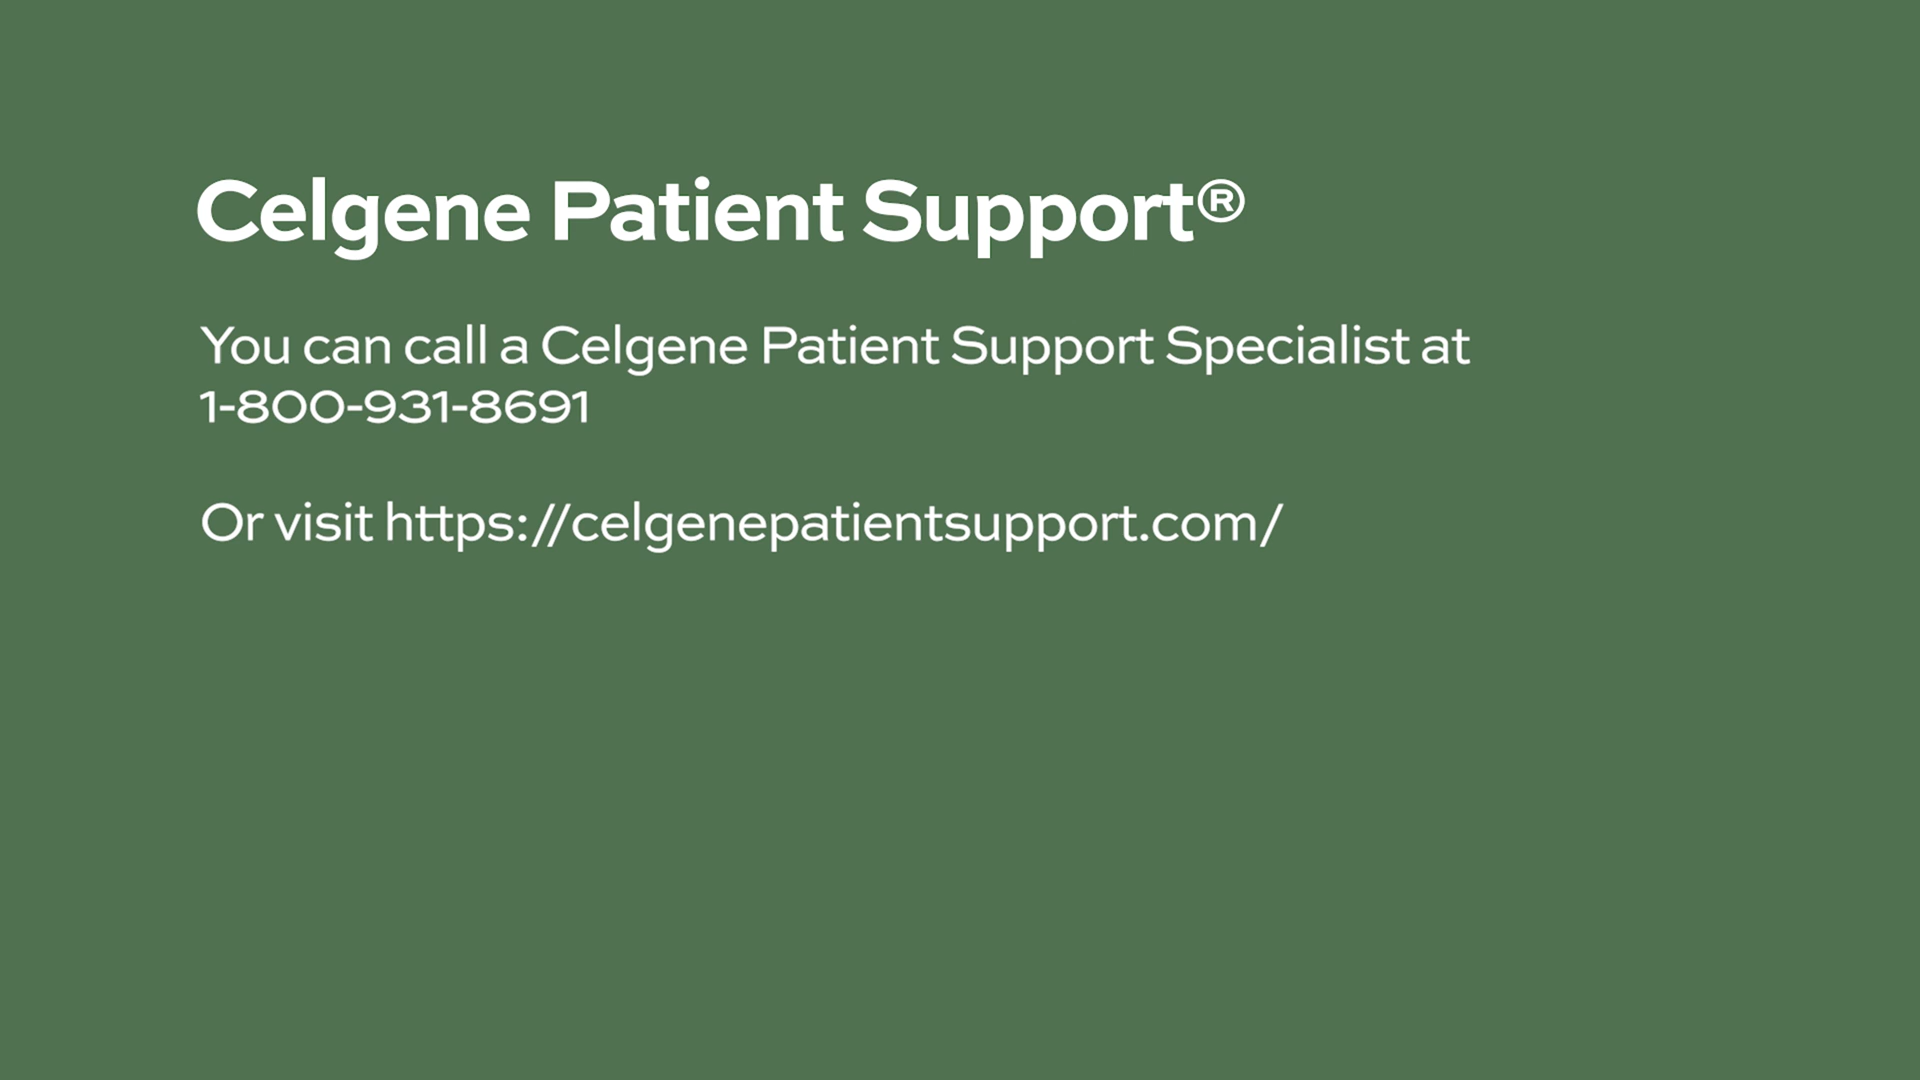 Celgene Patient Support®
You can call a Celgene Patient Support Specialist at
1-800-931-8691
Or visit https://celgenepatientsupport.com/